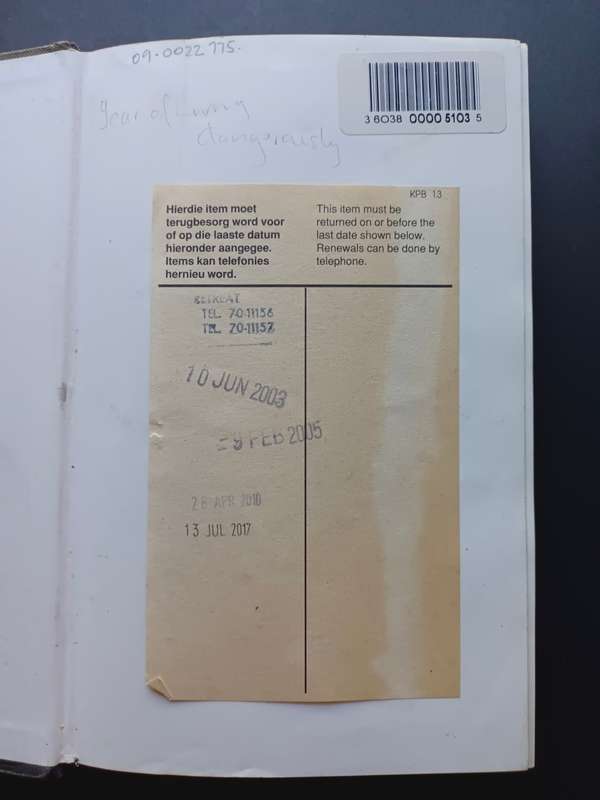 09-0022 775.
Year of Living
dangerously
3 6038 0000 5103 5
KPB 13
Hierdie item moet
terugbesorg word voor
of op die laaste datum
hieronder aangegee.
Items kan telefonies
hernieu word.
This item must be
returned on or before the
last date shown below.
Renewals can be done by
telephone.
RETREAT
TEL. 70-11156
TEL. 70-11157
10 JUN 2003
FEB 2005
26 APR 2010
13 JUL 2017